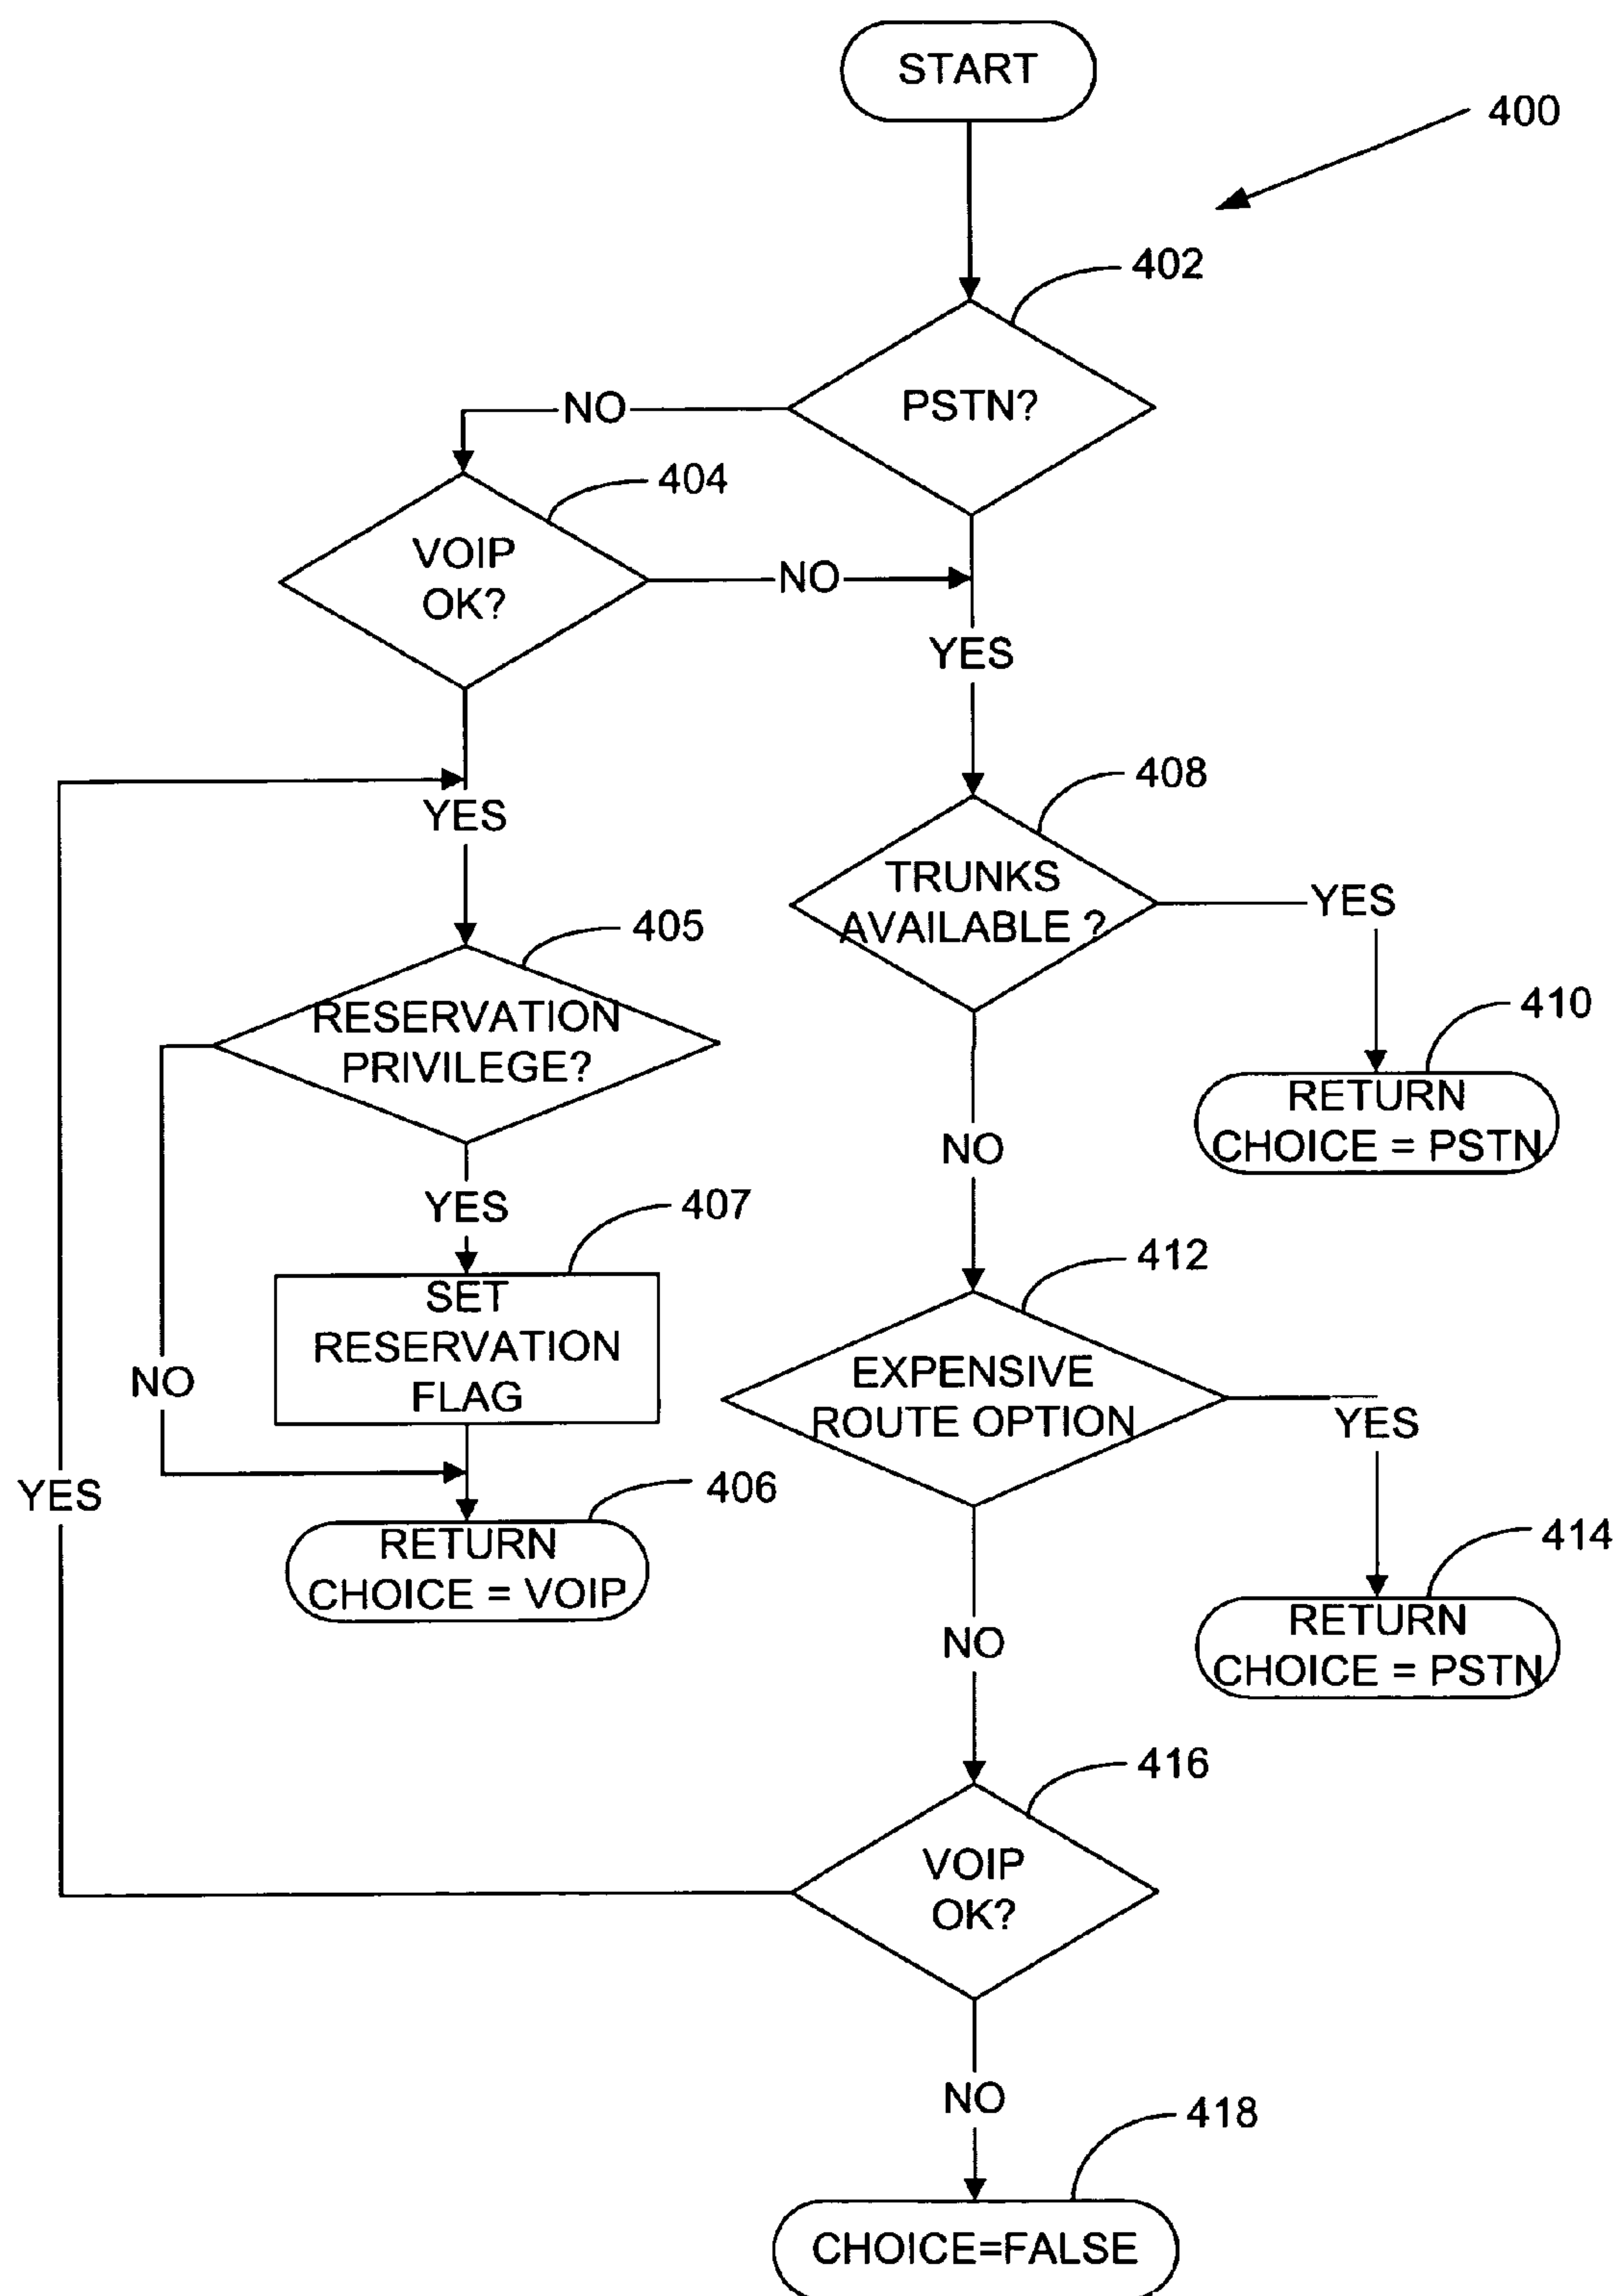 START
400
402
PSTN?
NO
404
VOIP
OK?
NO
YES
408
YES
TRUNKS
AVAILABLE ?
YES
405
RESERVATION
PRIVILEGE?
410
RETURN
CHOICE = PSTN
NO
YES
407
412
SET
RESERVATION
FLAG
NO
EXPENSIVE
ROUTE OPTION
YES
YES
406
RETURN
CHOICE = VOIP
414
RETURN
CHOICE = PSTN
NO
416
VOIP
OK?
NO
418
CHOICE=FALSE